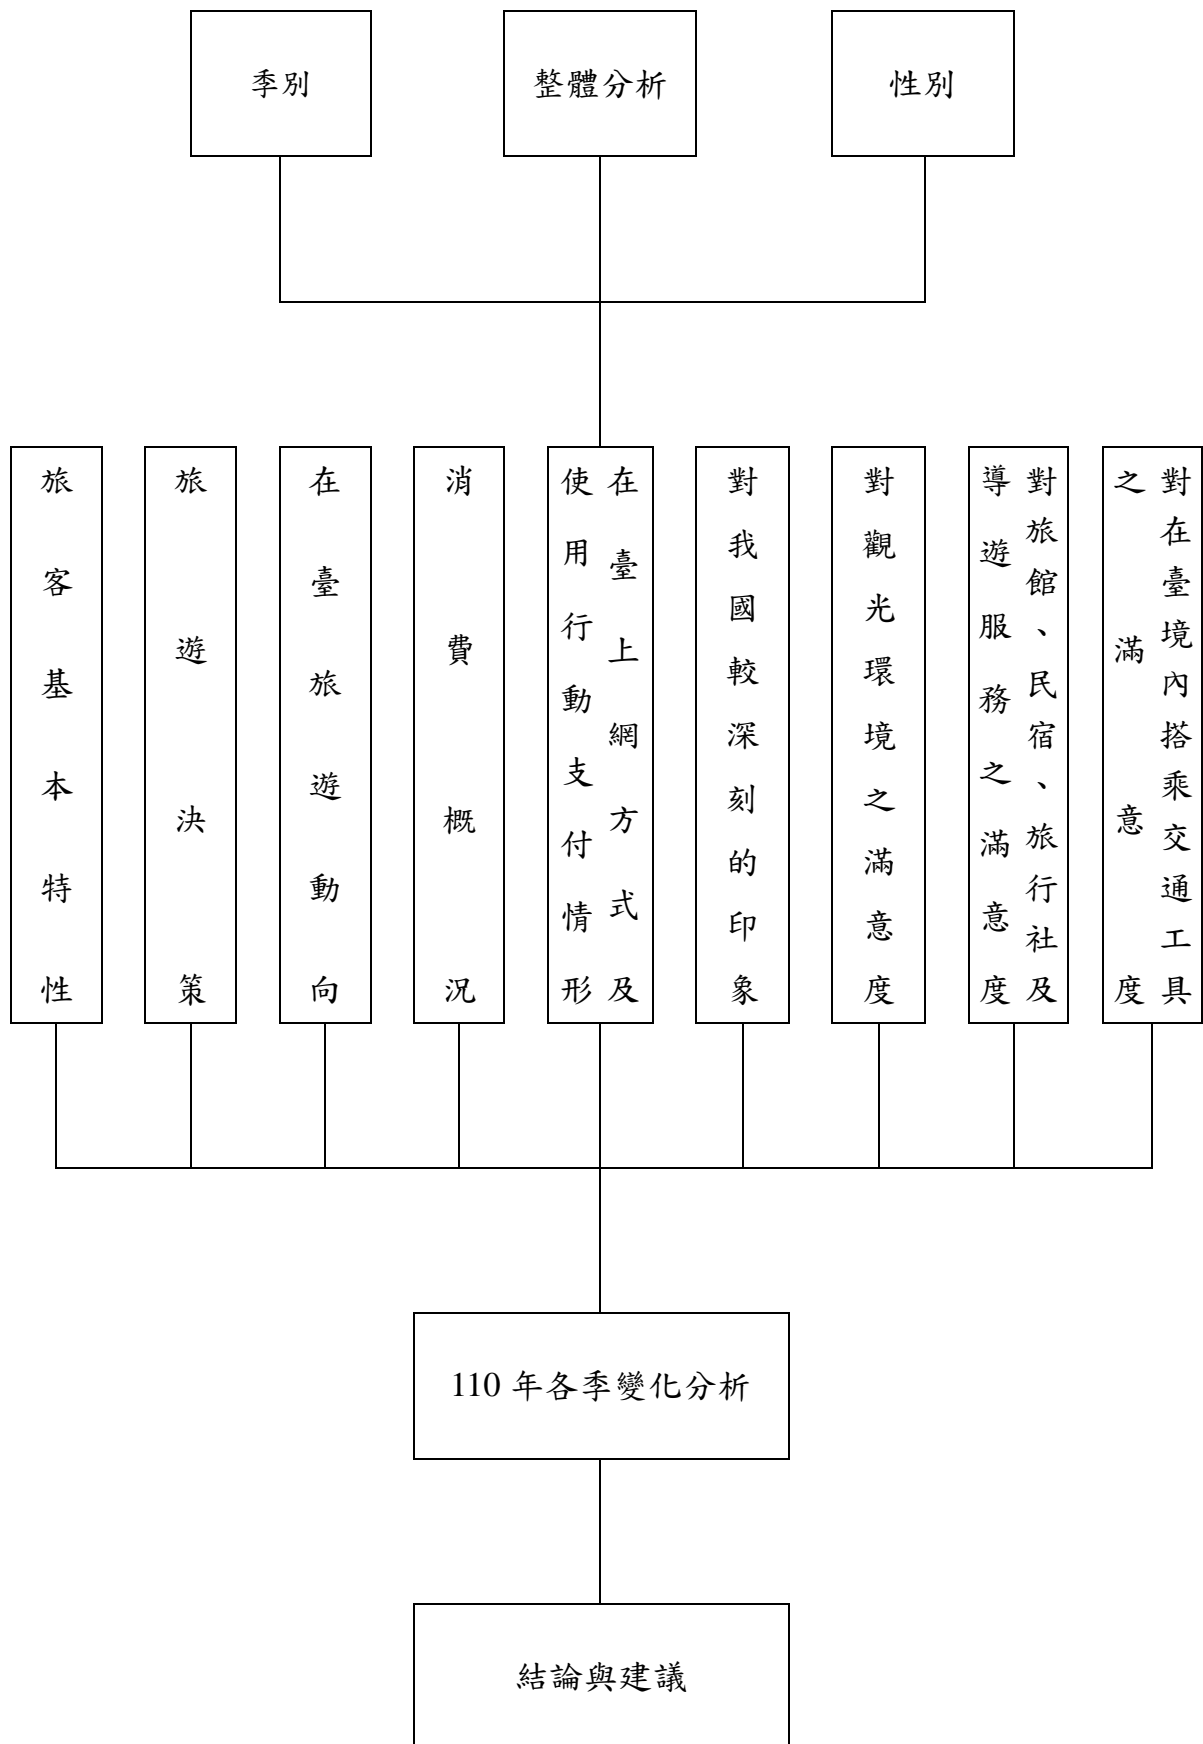 季別
整體分析
性別
旅客基本特性
旅遊決策
在臺旅遊動向
消費概況
在臺上網方式及
使用行動支付情形
對我國較深刻的印象
對觀光環境之滿意度
對旅館、民宿、旅行社及
導遊服務之滿意度
對在臺境內搭乘交通工具
之滿意度
110 年各季變化分析
結論與建議